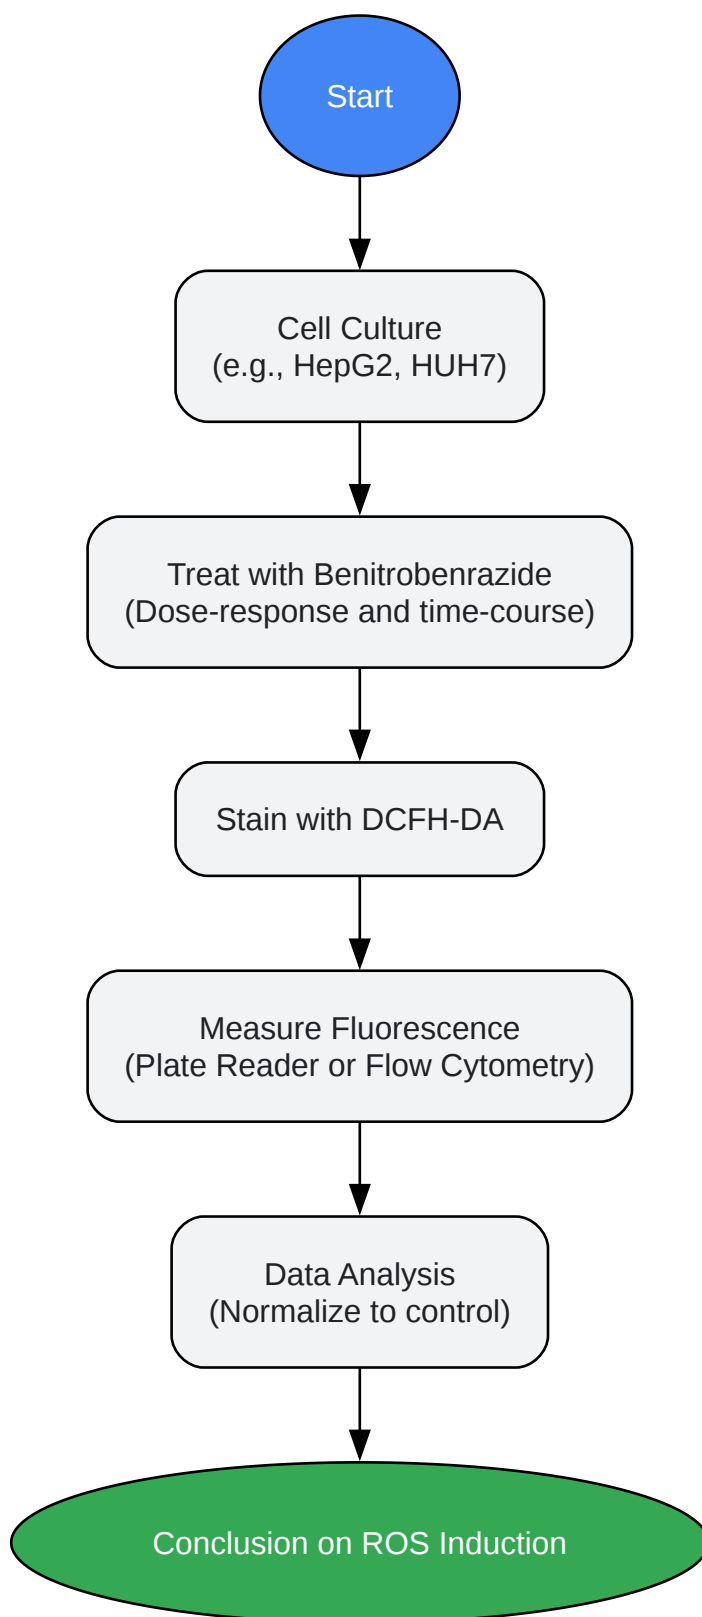 Start
Cell Culture
(e.g., HepG2, HUH7)
Treat with Benitrobenrazide
(Dose-response and time-course)
Stain with DCFH-DA
Measure Fluorescence
(Plate Reader or Flow Cytometry)
Data Analysis
(Normalize to control)
Conclusion on ROS Induction